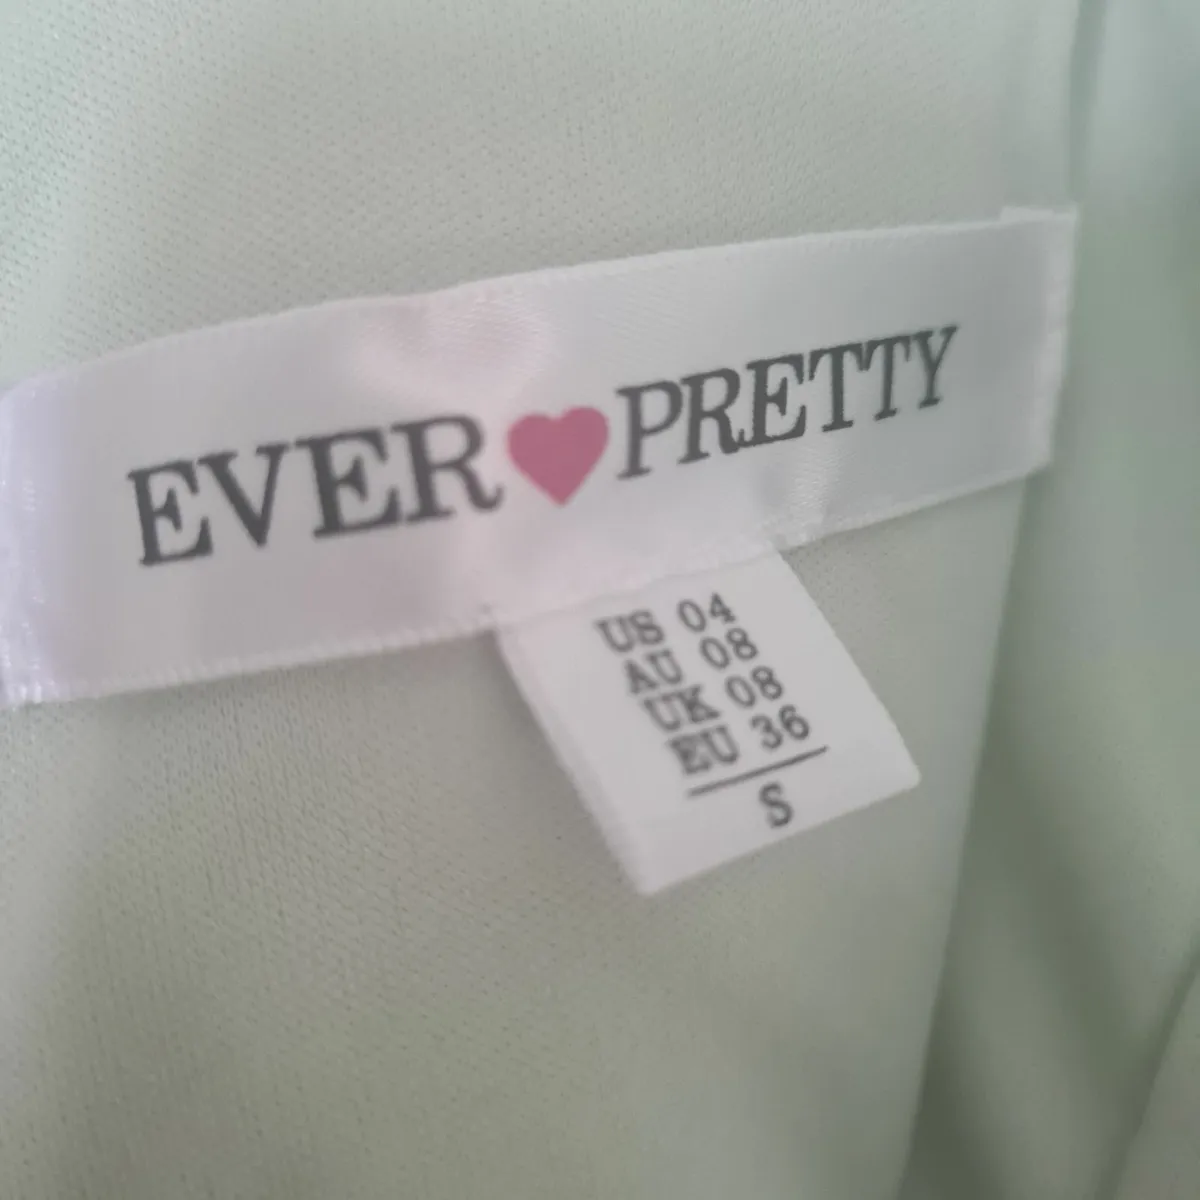 EVER♥PRETTY
US 04
AU 08
UK 08
EU 36
S